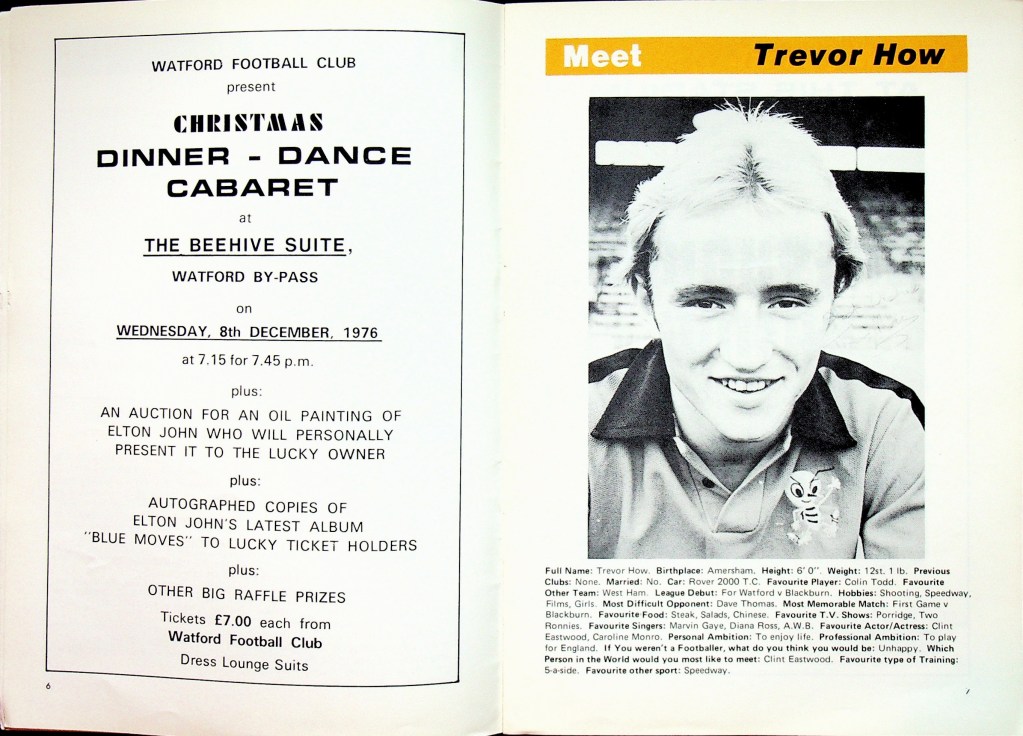 WATFORD FOOTBALL CLUB
present
CHRISTMAS
DINNER - DANCE
CABARET
at
THE BEEHIVE SUITE,
WATFORD BY-PASS
on
WEDNESDAY, 8th DECEMBER, 1976
at 7.15 for 7.45 p.m.
plus:
AN AUCTION FOR AN OIL PAINTING OF
ELTON JOHN WHO WILL PERSONALLY
PRESENT IT TO THE LUCKY OWNER
plus:
AUTOGRAPHED COPIES OF
ELTON JOHN'S LATEST ALBUM
"BLUE MOVES" TO LUCKY TICKET HOLDERS
plus:
OTHER BIG RAFFLE PRIZES
Tickets £7.00 each from
Watford Football Club
Dress Lounge Suits
6
Meet Trevor How
Full Name: Trevor How. Birthplace: Amersham. Height: 6' 0". Weight: 12st. 1 lb. Previous
Clubs: None. Married: No. Car: Rover 2000 T.C. Favourite Player: Colin Todd. Favourite
Other Team: West Ham. League Debut: For Watford v Blackburn. Hobbies: Shooting, Speedway,
Films, Girls. Most Difficult Opponent: Dave Thomas. Most Memorable Match: First Game v
Blackburn. Favourite Food: Steak, Salads, Chinese. Favourite T.V. Shows: Porridge, Two
Ronnies. Favourite Singers: Marvin Gaye, Diana Ross, A.W.B. Favourite Actor/Actress: Clint
Eastwood, Caroline Monro. Personal Ambition: To enjoy life. Professional Ambition: To play
for England. If You weren't a Footballer, what do you think you would be: Unhappy. Which
Person in the World would you most like to meet: Clint Eastwood. Favourite type of Training:
5-a-side. Favourite other sport: Speedway.